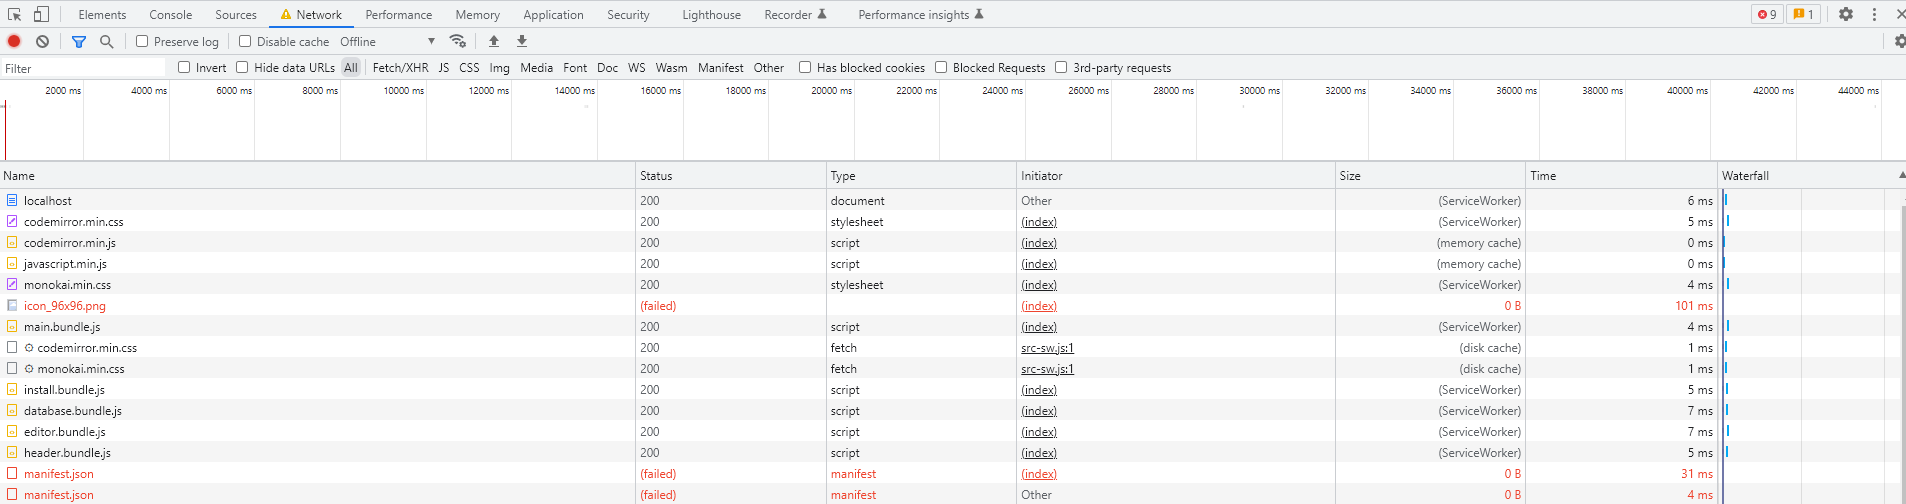 Elements Console Sources Network Performance Memory Application Security Lighthouse Recorder Performance insights 9 1
Preserve log Disable cache Offline
Filter Invert Hide data URLs All Fetch/XHR JS CSS Img Media Font Doc WS Wasm Manifest Other Has blocked cookies Blocked Requests 3rd-party requests
2000 ms 4000 ms 6000 ms 8000 ms 10000 ms 12000 ms 14000 ms 16000 ms 18000 ms 20000 ms 22000 ms 24000 ms 26000 ms 28000 ms 30000 ms 32000 ms 34000 ms 36000 ms 38000 ms 40000 ms 42000 ms 44000 ms
Name Status Type Initiator Size Time Waterfall
localhost 200 document Other (ServiceWorker) 6 ms
codemirror.min.css 200 stylesheet (index) (ServiceWorker) 5 ms
codemirror.min.js 200 script (index) (memory cache) 0 ms
javascript.min.js 200 script (index) (memory cache) 0 ms
monokai.min.css 200 stylesheet (index) (ServiceWorker) 4 ms
icon_96x96.png (failed) (index) 0 B 101 ms
main.bundle.js 200 script (index) (ServiceWorker) 4 ms
codemirror.min.css 200 fetch src-sw.js:1 (disk cache) 1 ms
monokai.min.css 200 fetch src-sw.js:1 (disk cache) 1 ms
install.bundle.js 200 script (index) (ServiceWorker) 5 ms
database.bundle.js 200 script (index) (ServiceWorker) 7 ms
editor.bundle.js 200 script (index) (ServiceWorker) 7 ms
header.bundle.js 200 script (index) (ServiceWorker) 5 ms
manifest.json (failed) manifest (index) 0 B 31 ms
manifest.json (failed) manifest Other 0 B 4 ms